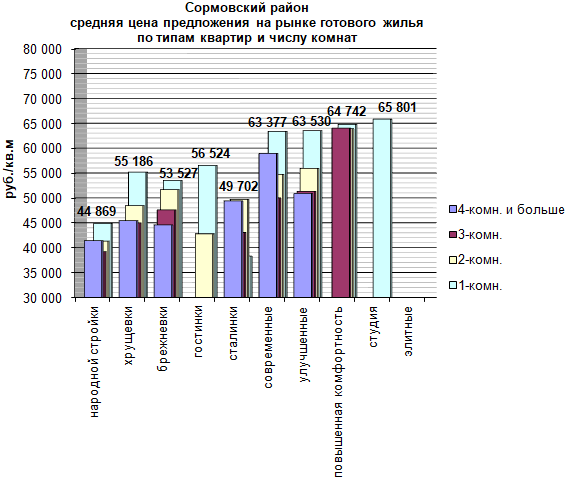 Сормовский район
средняя цена предложения на рынке готового жилья
по типам квартир и числу комнат
руб./кв.м
80 000
75 000
70 000
65 000
60 000
55 000
50 000
45 000
40 000
35 000
30 000
44 869
55 186
53 527
56 524
49 702
63 377
63 530
64 742
65 801
народной стройки
хрущевки
брежневки
гостинки
сталинки
современные
улучшенные
повышенная комфортность
студия
элитные
4-комн. и больше
3-комн.
2-комн.
1-комн.